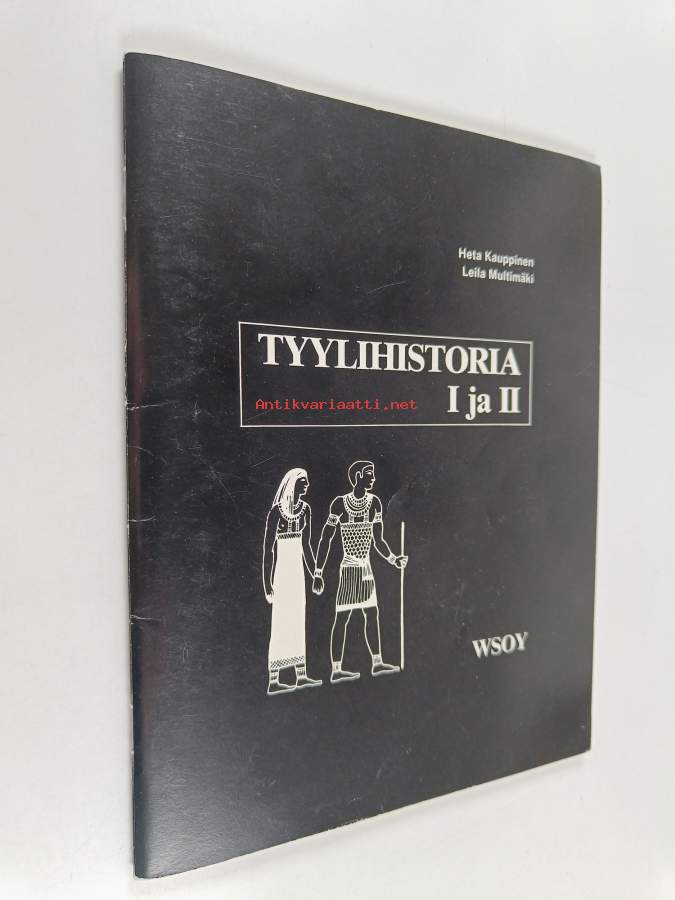 Heta Kauppinen
Leila Multimäki
TYYLIHISTORIA
I ja II
Antikvariaatti.net
WSOY